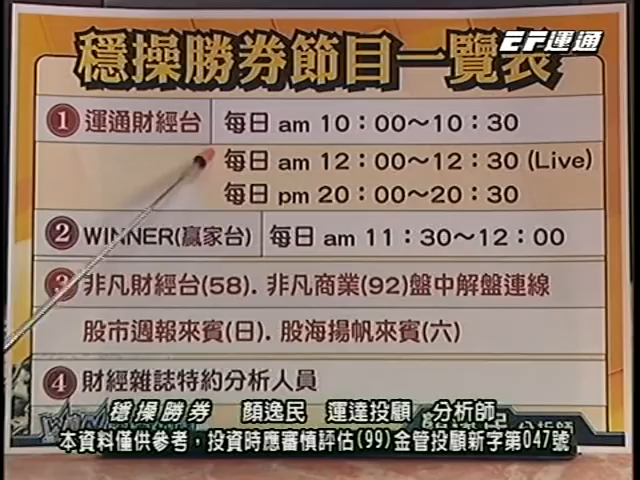 穩操勝券節目一覽表
EF運通
1 運通財經台 每日 am 10：00～10：30
每日 am 12：00～12：30 (Live)
每日 pm 20：00～20：30
2 WINNER(贏家台) 每日 am 11：30～12：00
3 非凡財經台(58). 非凡商業(92)盤中解盤連線
股市週報來賓(日). 股海揚帆來賓(六)
4 財經雜誌特約分析人員
穩操勝券 顏逸民 運達投顧 分析師
本資料僅供參考，投資時應審慎評估(99)金管投顧新字第047號